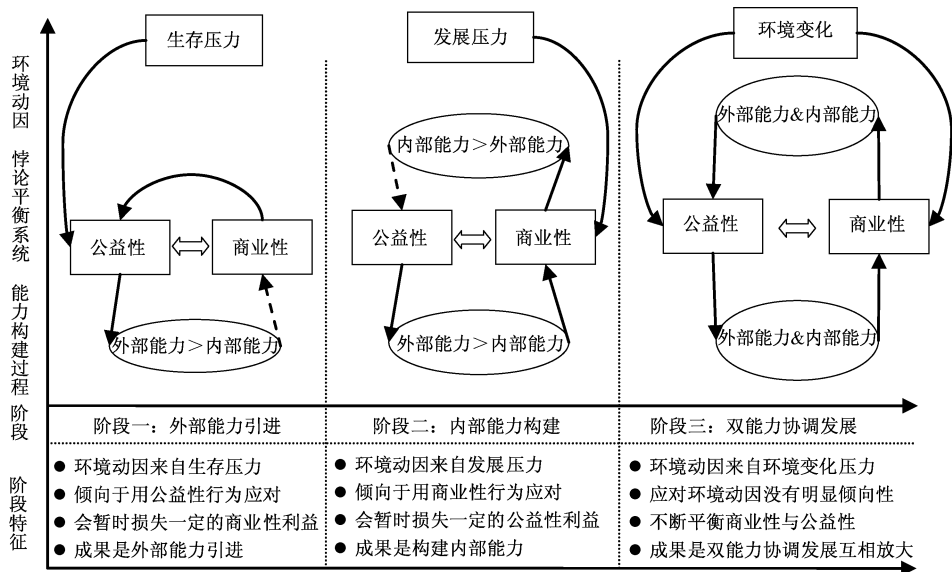 环境动因
悖论平衡系统
能力构建过程
阶段
阶段特征
生存压力
公益性
商业性
外部能力＞内部能力
发展压力
内部能力＞外部能力
公益性
商业性
外部能力＞内部能力
环境变化
外部能力&内部能力
公益性
商业性
外部能力&内部能力
阶段一：外部能力引进
阶段二：内部能力构建
阶段三：双能力协调发展
● 环境动因来自生存压力
● 倾向于用公益性行为应对
● 会暂时损失一定的商业性利益
● 成果是外部能力引进
● 环境动因来自发展压力
● 倾向于用商业性行为应对
● 会暂时损失一定的公益性利益
● 成果是构建内部能力
● 环境动因来自环境变化压力
● 应对环境动因没有明显倾向性
● 不断平衡商业性与公益性
● 成果是双能力协调发展互相放大